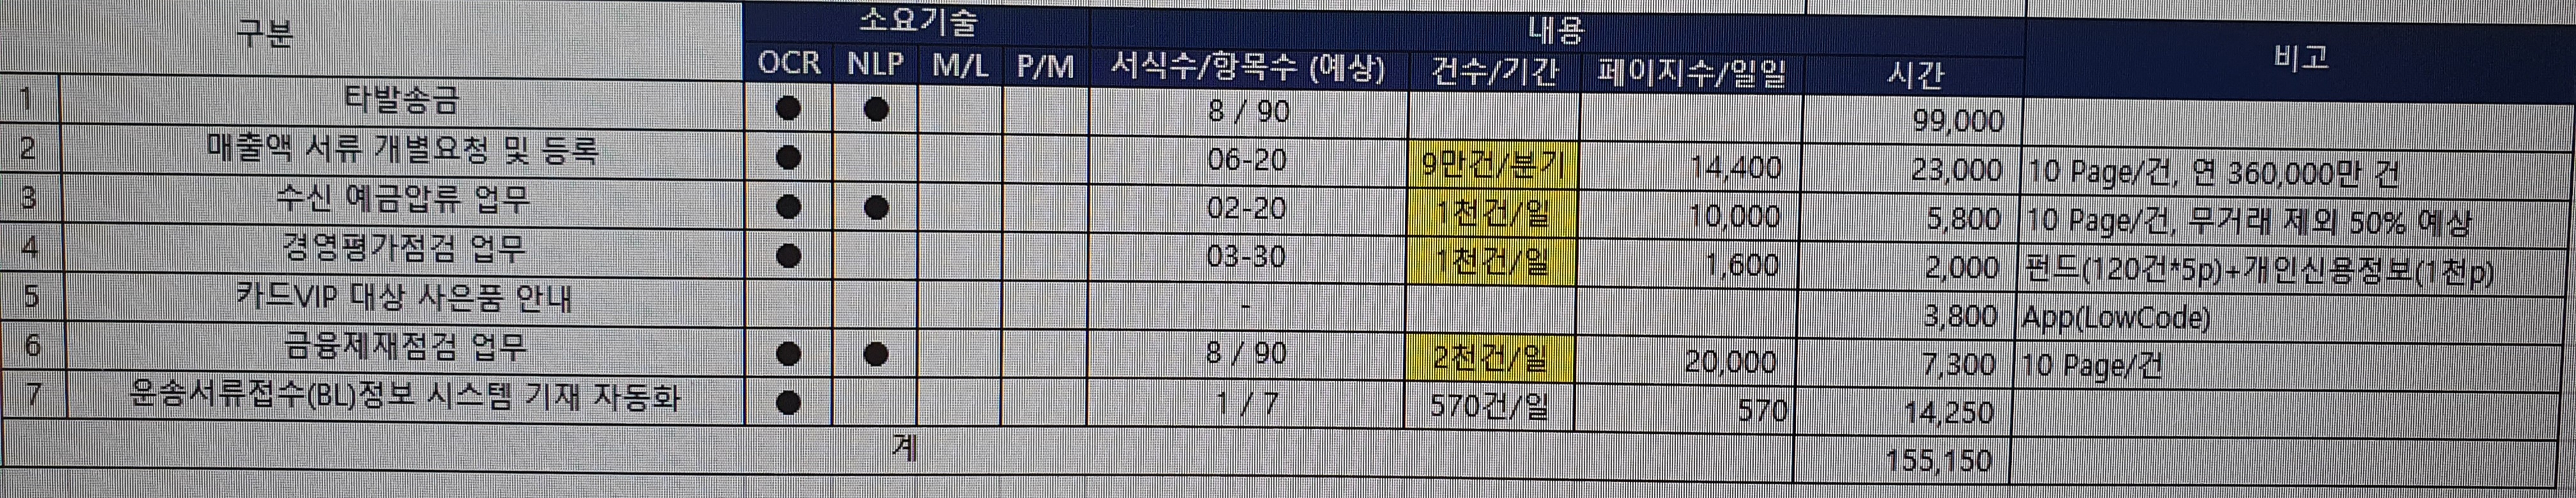 구분 소요기술 내용 비고
OCR NLP M/L P/M 서식수/항목수 (예상) 건수/기간 페이지수/일일 시간
1 타발송금 ● ● 8 / 90 99,000
2 매출액 서류 개별요청 및 등록 ● 06-20 9만건/분기 14,400 23,000 10 Page/건, 연 360,000만 건
3 수신 예금압류 업무 ● ● 02-20 1천건/일 10,000 5,800 10 Page/건, 무거래 제외 50% 예상
4 경영평가점검 업무 ● 03-30 1천건/일 1,600 2,000 펀드(120건*5p)+개인신용정보(1천p)
5 카드VIP 대상 사은품 안내 - 3,800 App(LowCode)
6 금융제재점검 업무 ● ● 8 / 90 2천건/일 20,000 7,300 10 Page/건
7 운송서류접수(BL)정보 시스템 기재 자동화 ● 1 / 7 570건/일 570 14,250
계 155,150